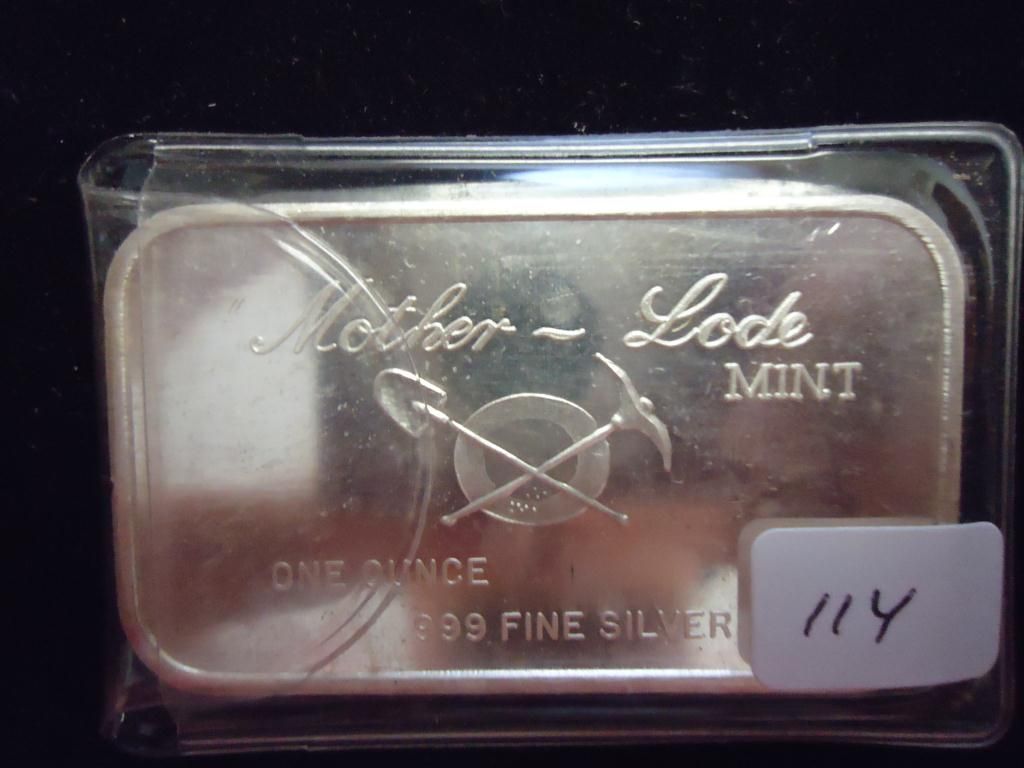 Mother ~ Lode
MINT
ONE OUNCE
999 FINE SILVER
114